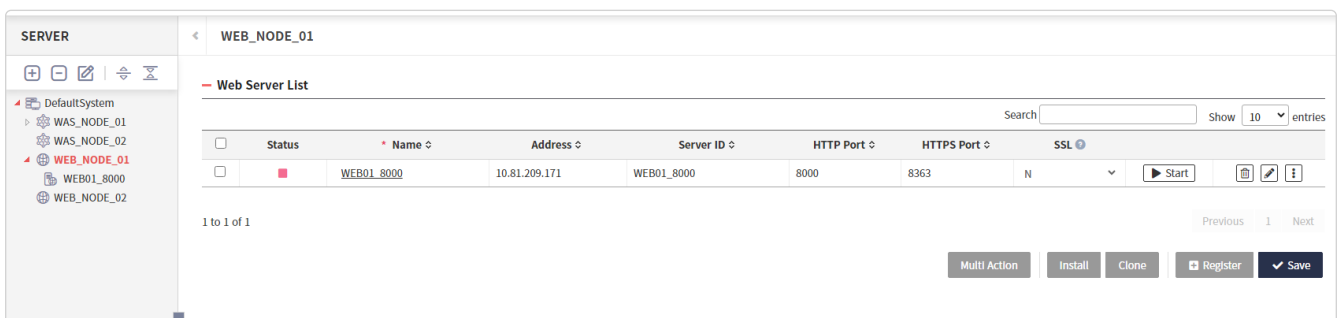 SERVER
WEB_NODE_01
DefaultSystem
WAS_NODE_01
WAS_NODE_02
WEB_NODE_01
WEB01_8000
WEB_NODE_02
Web Server List
Search
Show 10 entries
Status * Name Address Server ID HTTP Port HTTPS Port SSL ?
WEB01_8000 10.81.209.171 WEB01_8000 8000 8363 N Start
1 to 1 of 1
Previous 1 Next
Multi Action Install Clone Register Save